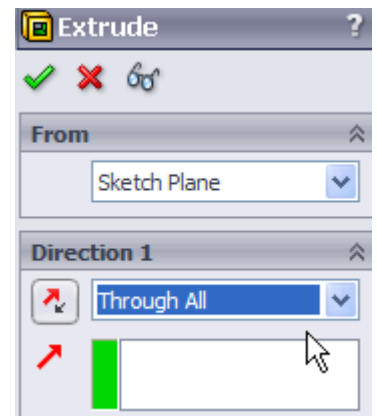 Extrude ?
From
Sketch Plane
Direction 1
Through All